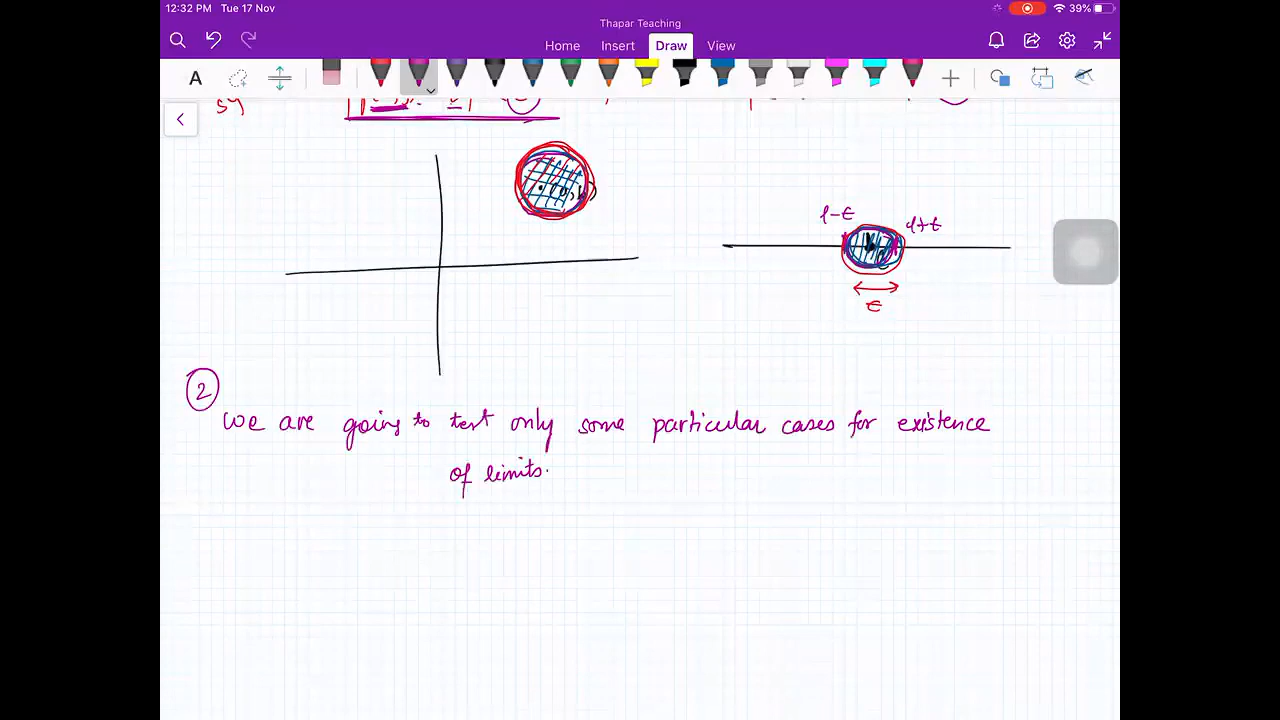 12:32 PM Tue 17 Nov
39%
Thapar Teaching
Home Insert Draw View
A
l-ε
l+ε
ε
2
We are going to test only some particular cases for existence
of limits.